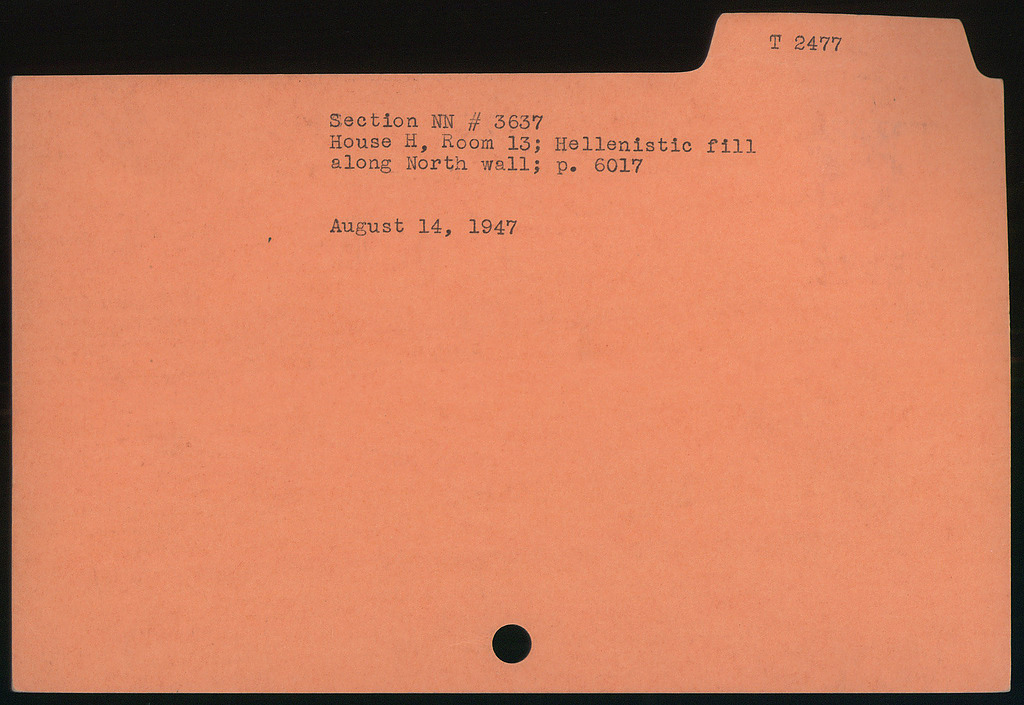 T 2477
Section NN # 3637
House H, Room 13; Hellenistic fill
along North wall; p. 6017
August 14, 1947